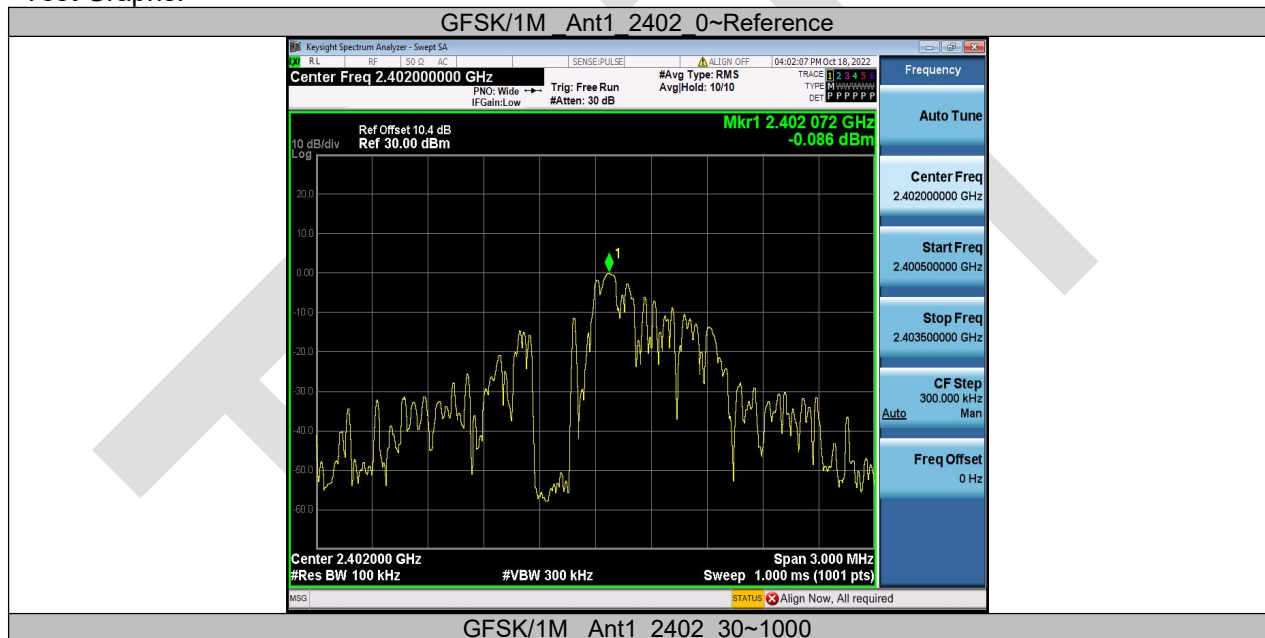 GFSK/1M _Ant1_2402_0~Reference
Keysight Spectrum Analyzer - Swept SA
LXI RL RF 50 Ω AC SENSE:PULSE ALIGN OFF 04:02:07 PM Oct 18, 2022
Center Freq 2.402000000 GHz
PNO: Wide
IFGain:Low
Trig: Free Run
#Atten: 30 dB
#Avg Type: RMS
Avg|Hold: 10/10
TRACE 1 2 3 4 5 6
TYPE M WWWWW
DET P P P P P P
Frequency
Auto Tune
Center Freq
2.402000000 GHz
Start Freq
2.400500000 GHz
Stop Freq
2.403500000 GHz
CF Step
300.000 kHz
Auto Man
Freq Offset
0 Hz
Mkr1 2.402 072 GHz
-0.086 dBm
Ref Offset 10.4 dB
10 dB/div Ref 30.00 dBm
Log
20.0
10.0
0.00
-10.0
-20.0
-30.0
-40.0
-50.0
-60.0
1
Center 2.402000 GHz Span 3.000 MHz
#Res BW 100 kHz #VBW 300 kHz Sweep 1.000 ms (1001 pts)
MSG STATUS Align Now, All required
GFSK/1M _Ant1_2402_30~1000